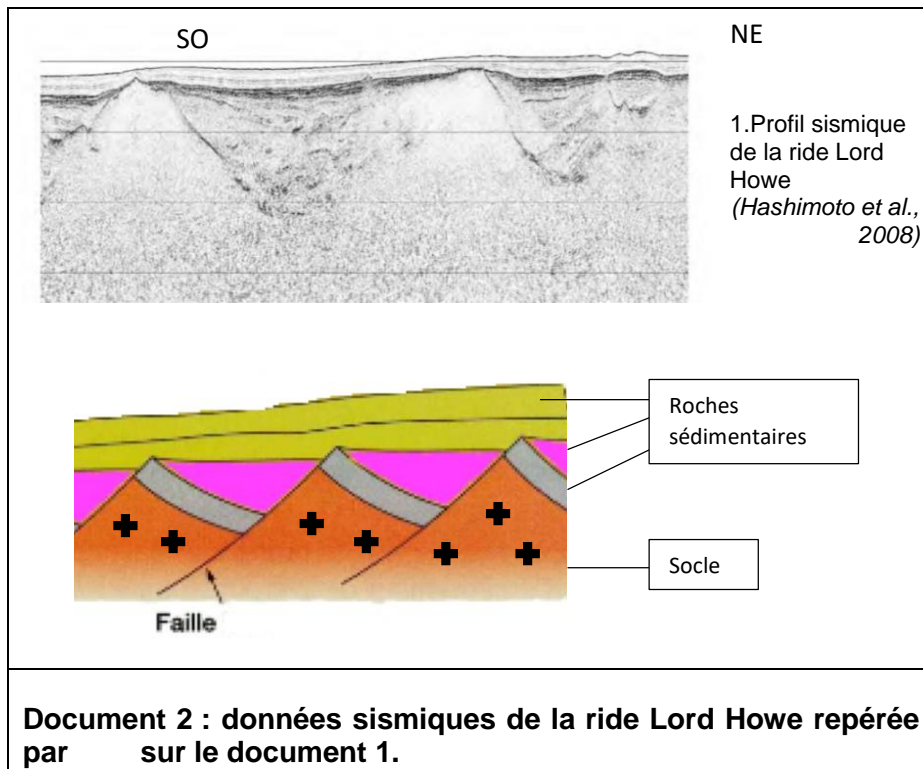 SO
NE
1.Profil sismique
de la ride Lord
Howe
(Hashimoto et al.,
2008)
Roches
sédimentaires
Socle
Faille
Document 2 : données sismiques de la ride Lord Howe repérée
par sur le document 1.